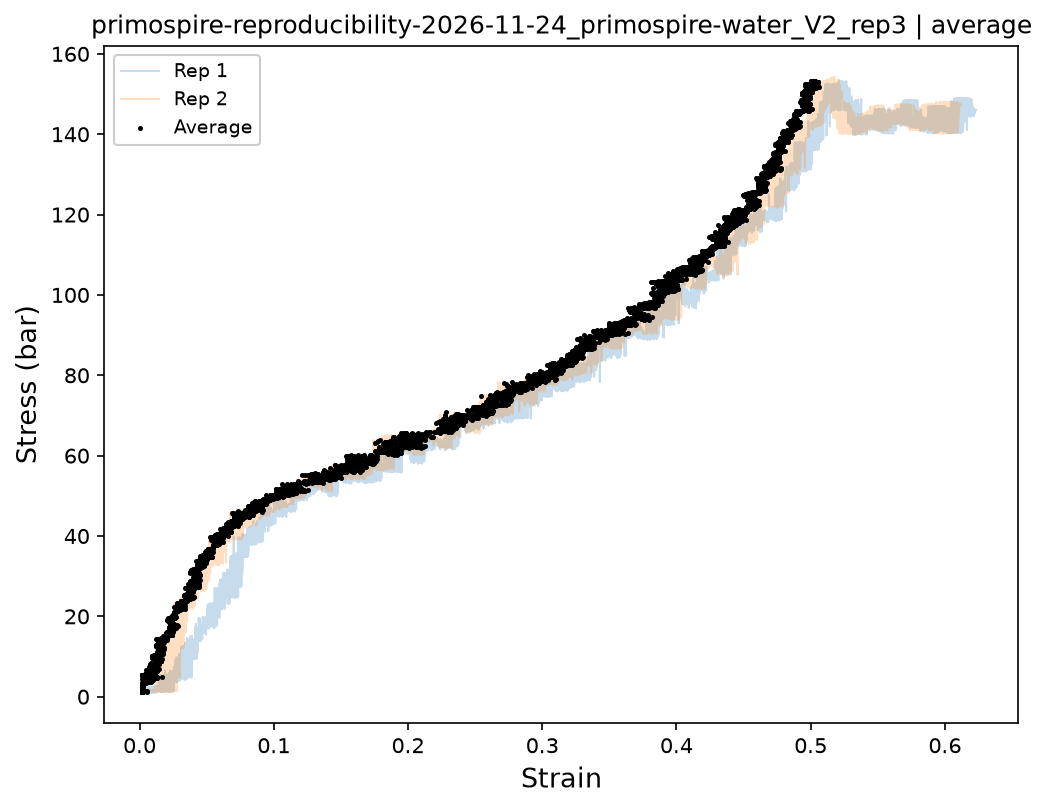 primospire-reproducibility-2026-11-24_primospire-water_V2_rep3 | average
Rep 1
Rep 2
Average
160
140
120
100
80
60
40
20
0
Stress (bar)
0.0 0.1 0.2 0.3 0.4 0.5 0.6
Strain